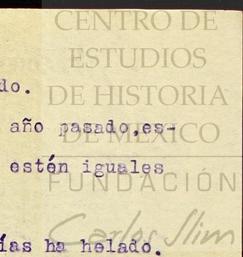 CENTRO DE
ESTUDIOS
DE HISTORIA
DE MEXICO
FUNDACIÓN
Carlos Slim
do.
año pasado,es-
estén iguales
ías ha helado.